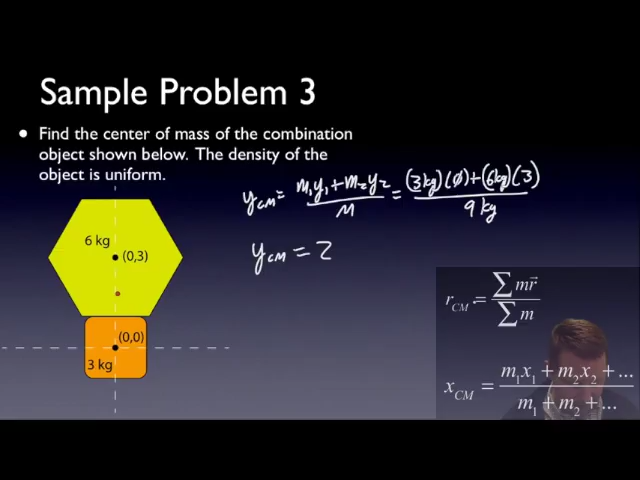 Sample Problem 3
• Find the center of mass of the combination
object shown below. The density of the
object is uniform.
y_CM = (m₁y₁ + m₂y₂) / M = ((3kg)(0) + (6kg)(3)) / 9 kg
y_CM = 2
6 kg
(0,3)
(0,0)
3 kg
r_CM = ∑ m r⃗ / ∑ m
x_CM = (m₁x₁ + m₂x₂ + ...) / (m₁ + m₂ + ...)